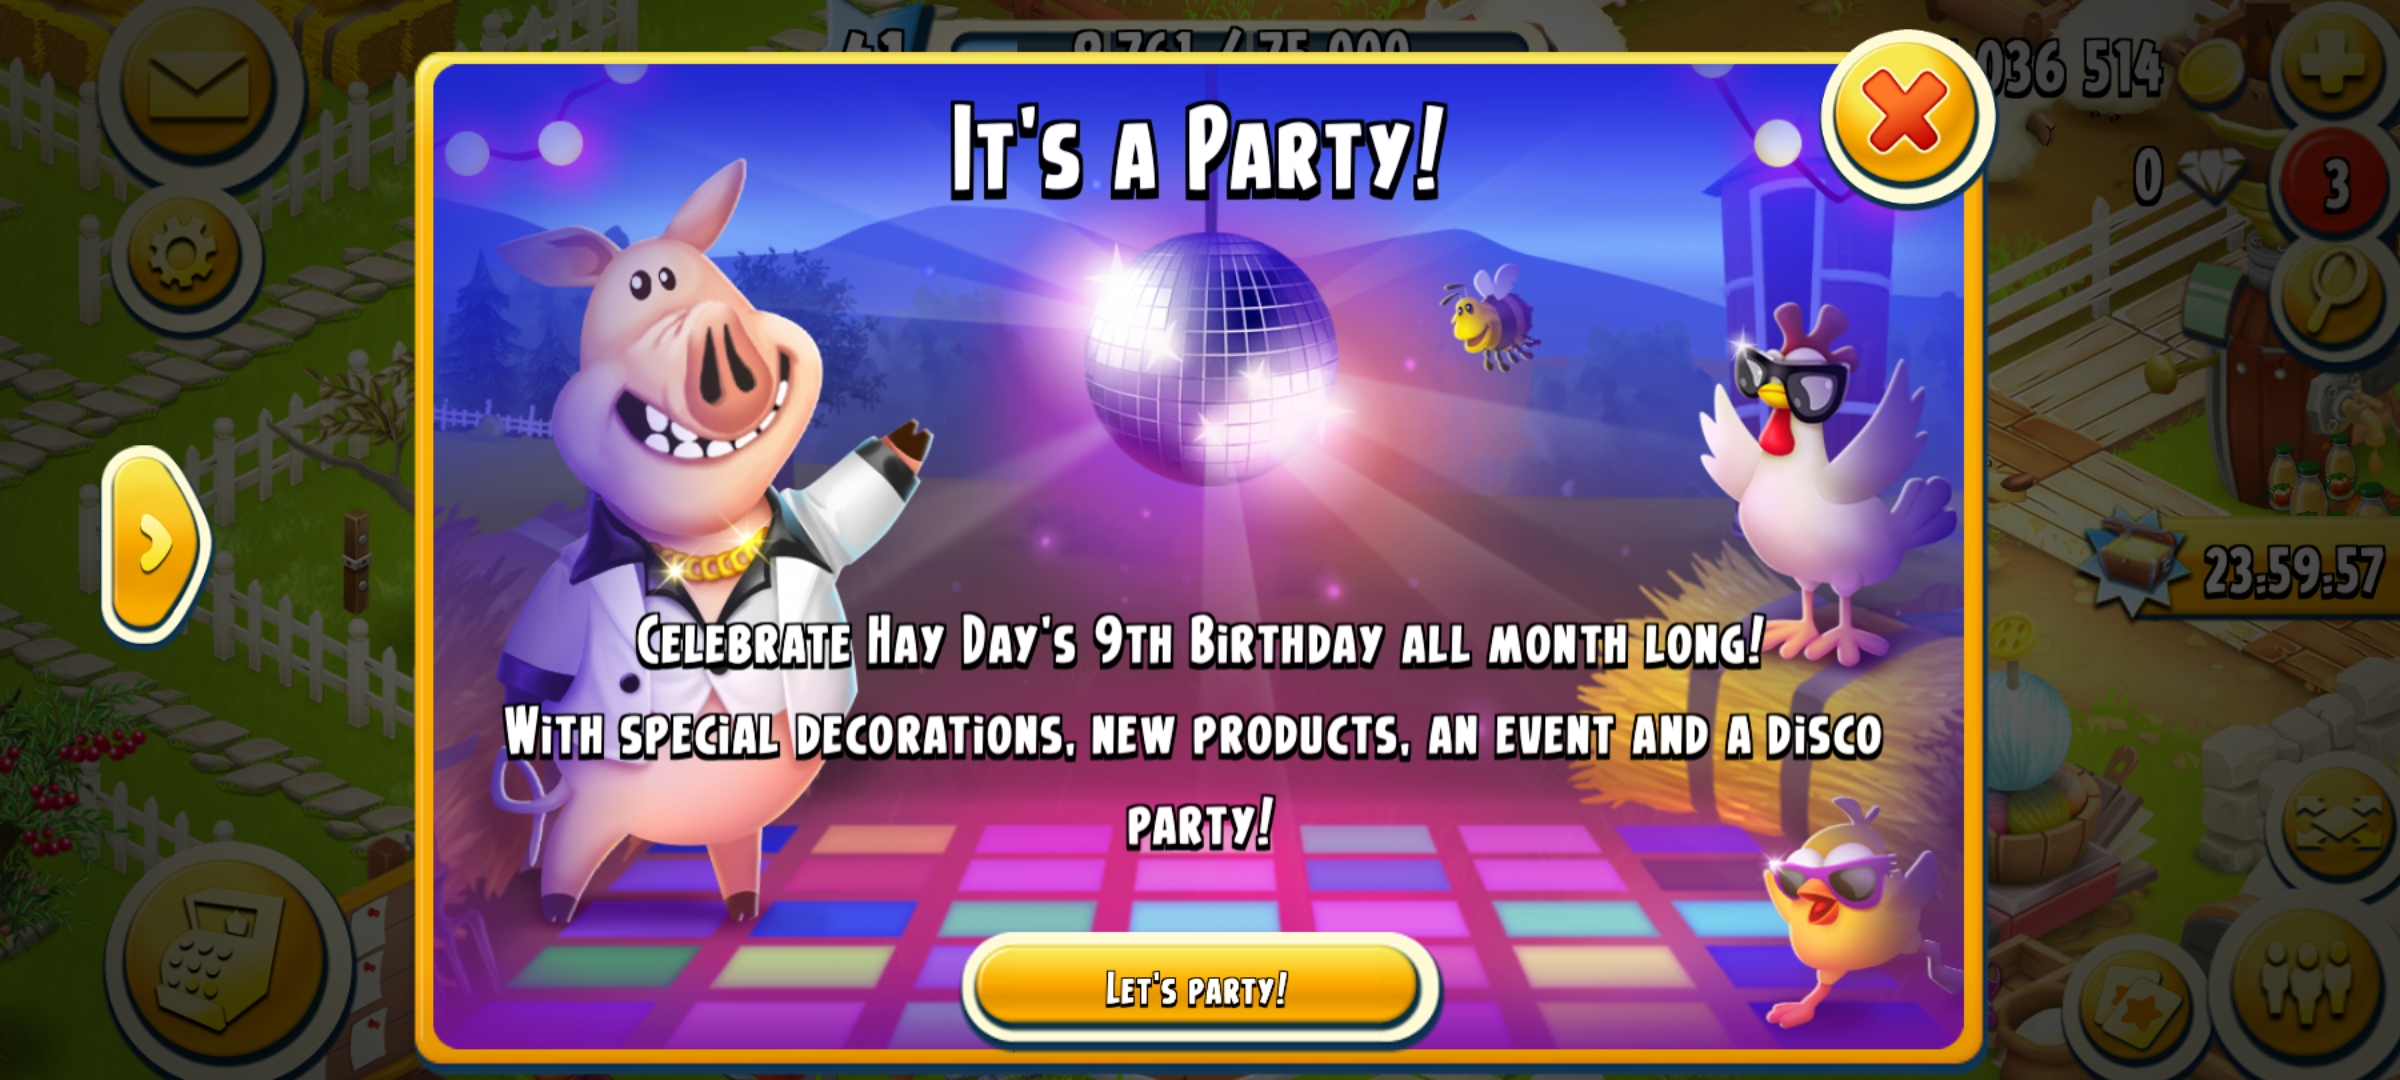 It's a Party!
036 514
0
3
23:59:57
Celebrate Hay Day's 9th Birthday all month long!
With special decorations, new products, an event and a disco
party!
Let's party!